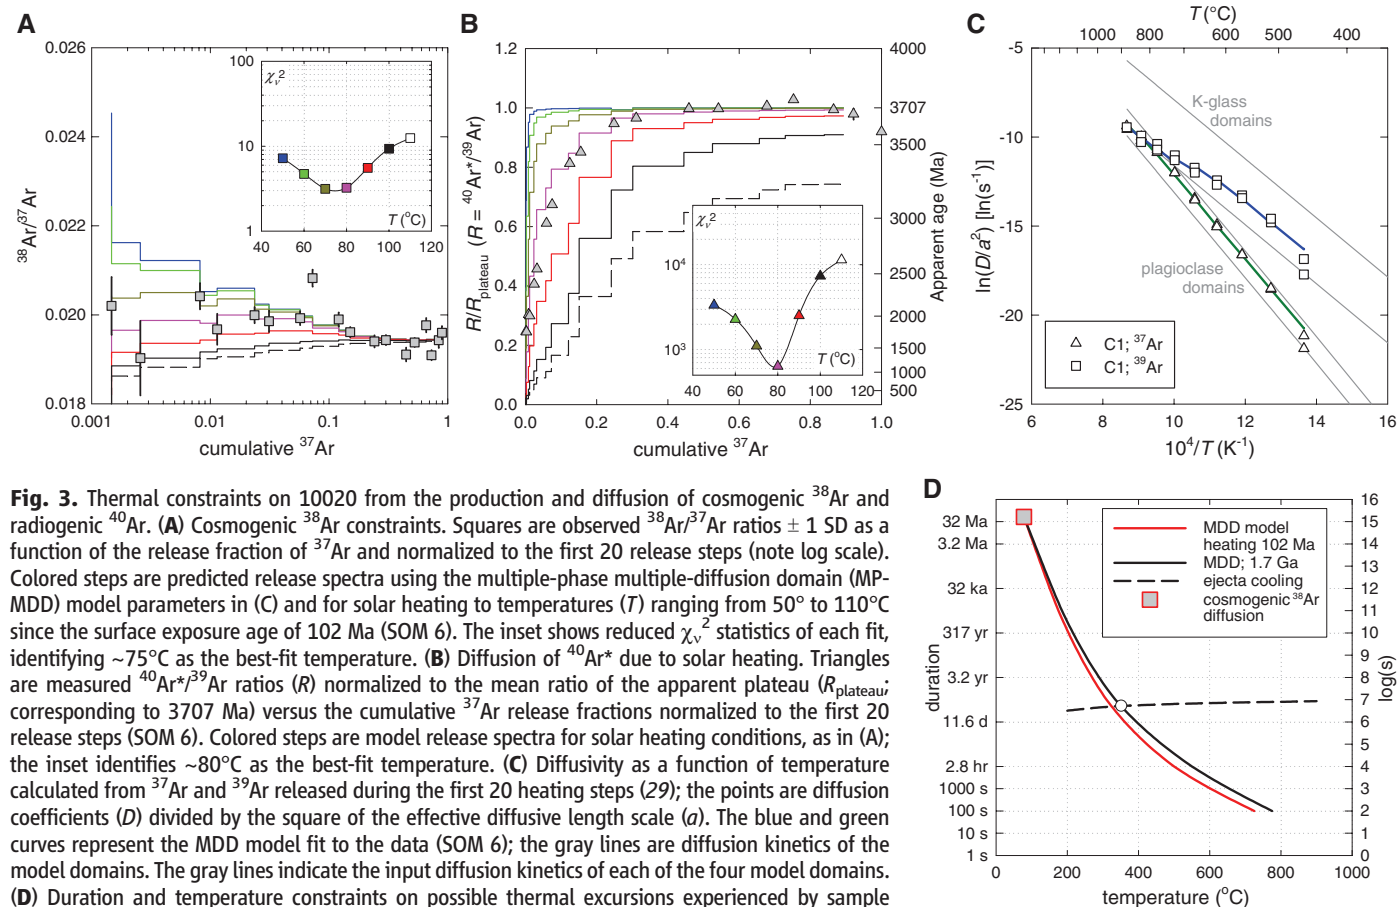 A
0.026
0.024
0.022
0.020
0.018
38Ar/37Ar
0.001
0.01
0.1
1
cumulative 37Ar
100
10
1
χν2
T (oC)
40 60 80 100 120
B
1.2
1.0
0.8
0.6
0.4
0.2
0.0
R/Rplateau (R = 40Ar*/39Ar)
0.0 0.2 0.4 0.6 0.8 1.0
cumulative 37Ar
4000
3707
3500
3000
2500
2000
1500
1000
500
Apparent age (Ma)
χν2
104
103
T (oC)
40 60 80 100 120
C
T (°C)
1000 800 600 400
-5
-10
-15
-20
-25
ln(D/a2) [ln(s-1)]
K-glass
domains
plagioclase
domains
C1; 37Ar
C1; 39Ar
6 8 10 12 14 16
104/T (K-1)
Fig. 3. Thermal constraints on 10020 from the production and diffusion of cosmogenic 38Ar and
radiogenic 40Ar. (A) Cosmogenic 38Ar constraints. Squares are observed 38Ar/37Ar ratios ± 1 SD as a
function of the release fraction of 37Ar and normalized to the first 20 release steps (note log scale).
Colored steps are predicted release spectra using the multiple-phase multiple-diffusion domain (MP-
MDD) model parameters in (C) and for solar heating to temperatures (T) ranging from 50° to 110°C
since the surface exposure age of 102 Ma (SOM 6). The inset shows reduced χν2 statistics of each fit,
identifying ~75°C as the best-fit temperature. (B) Diffusion of 40Ar* due to solar heating. Triangles
are measured 40Ar*/39Ar ratios (R) normalized to the mean ratio of the apparent plateau (Rplateau;
corresponding to 3707 Ma) versus the cumulative 37Ar release fractions normalized to the first 20
release steps (SOM 6). Colored steps are model release spectra for solar heating conditions, as in (A);
the inset identifies ~80°C as the best-fit temperature. (C) Diffusivity as a function of temperature
calculated from 37Ar and 39Ar released during the first 20 heating steps (29); the points are diffusion
coefficients (D) divided by the square of the effective diffusive length scale (a). The blue and green
curves represent the MDD model fit to the data (SOM 6); the gray lines are diffusion kinetics of the
model domains. The gray lines indicate the input diffusion kinetics of each of the four model domains.
(D) Duration and temperature constraints on possible thermal excursions experienced by sample
D
32 Ma
3.2 Ma
32 ka
317 yr
3.2 yr
11.6 d
2.8 hr
1000 s
100 s
10 s
1 s
duration
MDD model
heating 102 Ma
MDD; 1.7 Ga
ejecta cooling
cosmogenic 38Ar
diffusion
16
15
14
13
12
11
10
9
8
7
6
5
4
3
2
1
0
log(s)
0 200 400 600 800 1000
temperature (oC)